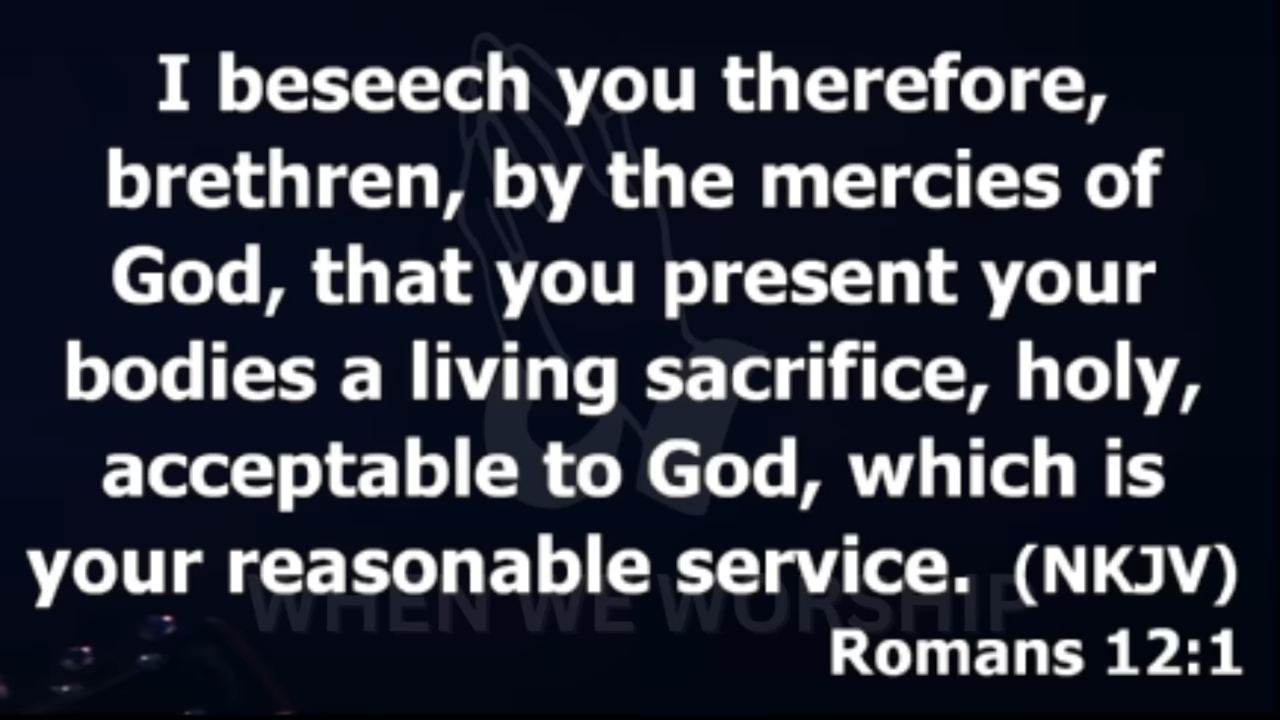 I beseech you therefore,
brethren, by the mercies of
God, that you present your
bodies a living sacrifice, holy,
acceptable to God, which is
your reasonable service. (NKJV)
WHEN WE WORSHIP
Romans 12:1